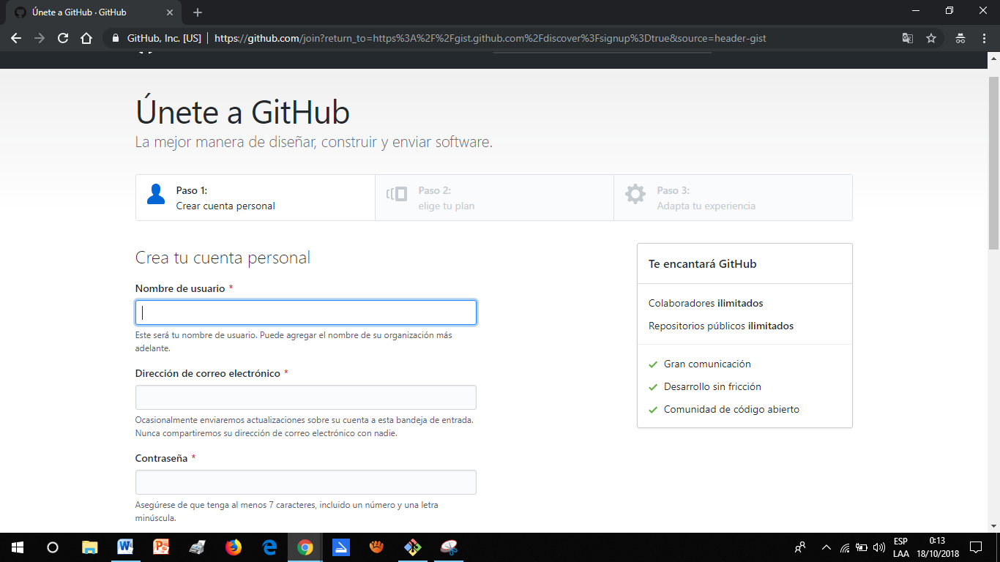 Únete a GitHub · GitHub
GitHub, Inc. [US]
https://github.com/join?return_to=https%3A%2F%2Fgist.github.com%2Fdiscover%3Fsignup%3Dtrue&source=header-gist
Únete a GitHub
La mejor manera de diseñar, construir y enviar software.
Paso 1:
Crear cuenta personal
Paso 2:
elige tu plan
Paso 3:
Adapta tu experiencia
Crea tu cuenta personal
Nombre de usuario *
Este será tu nombre de usuario. Puede agregar el nombre de su organización más
adelante.
Dirección de correo electrónico *
Ocasionalmente enviaremos actualizaciones sobre su cuenta a esta bandeja de entrada.
Nunca compartiremos su dirección de correo electrónico con nadie.
Contraseña *
Asegúrese de que tenga al menos 7 caracteres, incluido un número y una letra
minúscula.
Te encantará GitHub
Colaboradores ilimitados
Repositorios públicos ilimitados
Gran comunicación
Desarrollo sin fricción
Comunidad de código abierto
ESP
LAA
0:13
18/10/2018